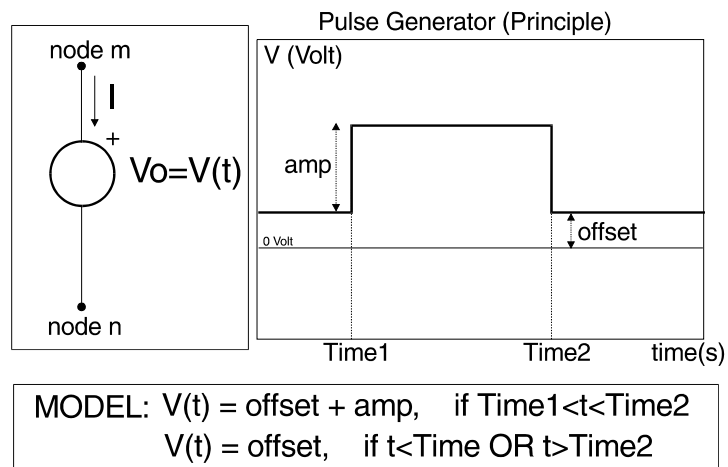 Pulse Generator (Principle)
node m
I
+
Vo=V(t)
node n
V (Volt)
amp
offset
0 Volt
Time1
Time2
time(s)
MODEL: V(t) = offset + amp, if Time1<t<Time2
V(t) = offset, if t<Time OR t>Time2